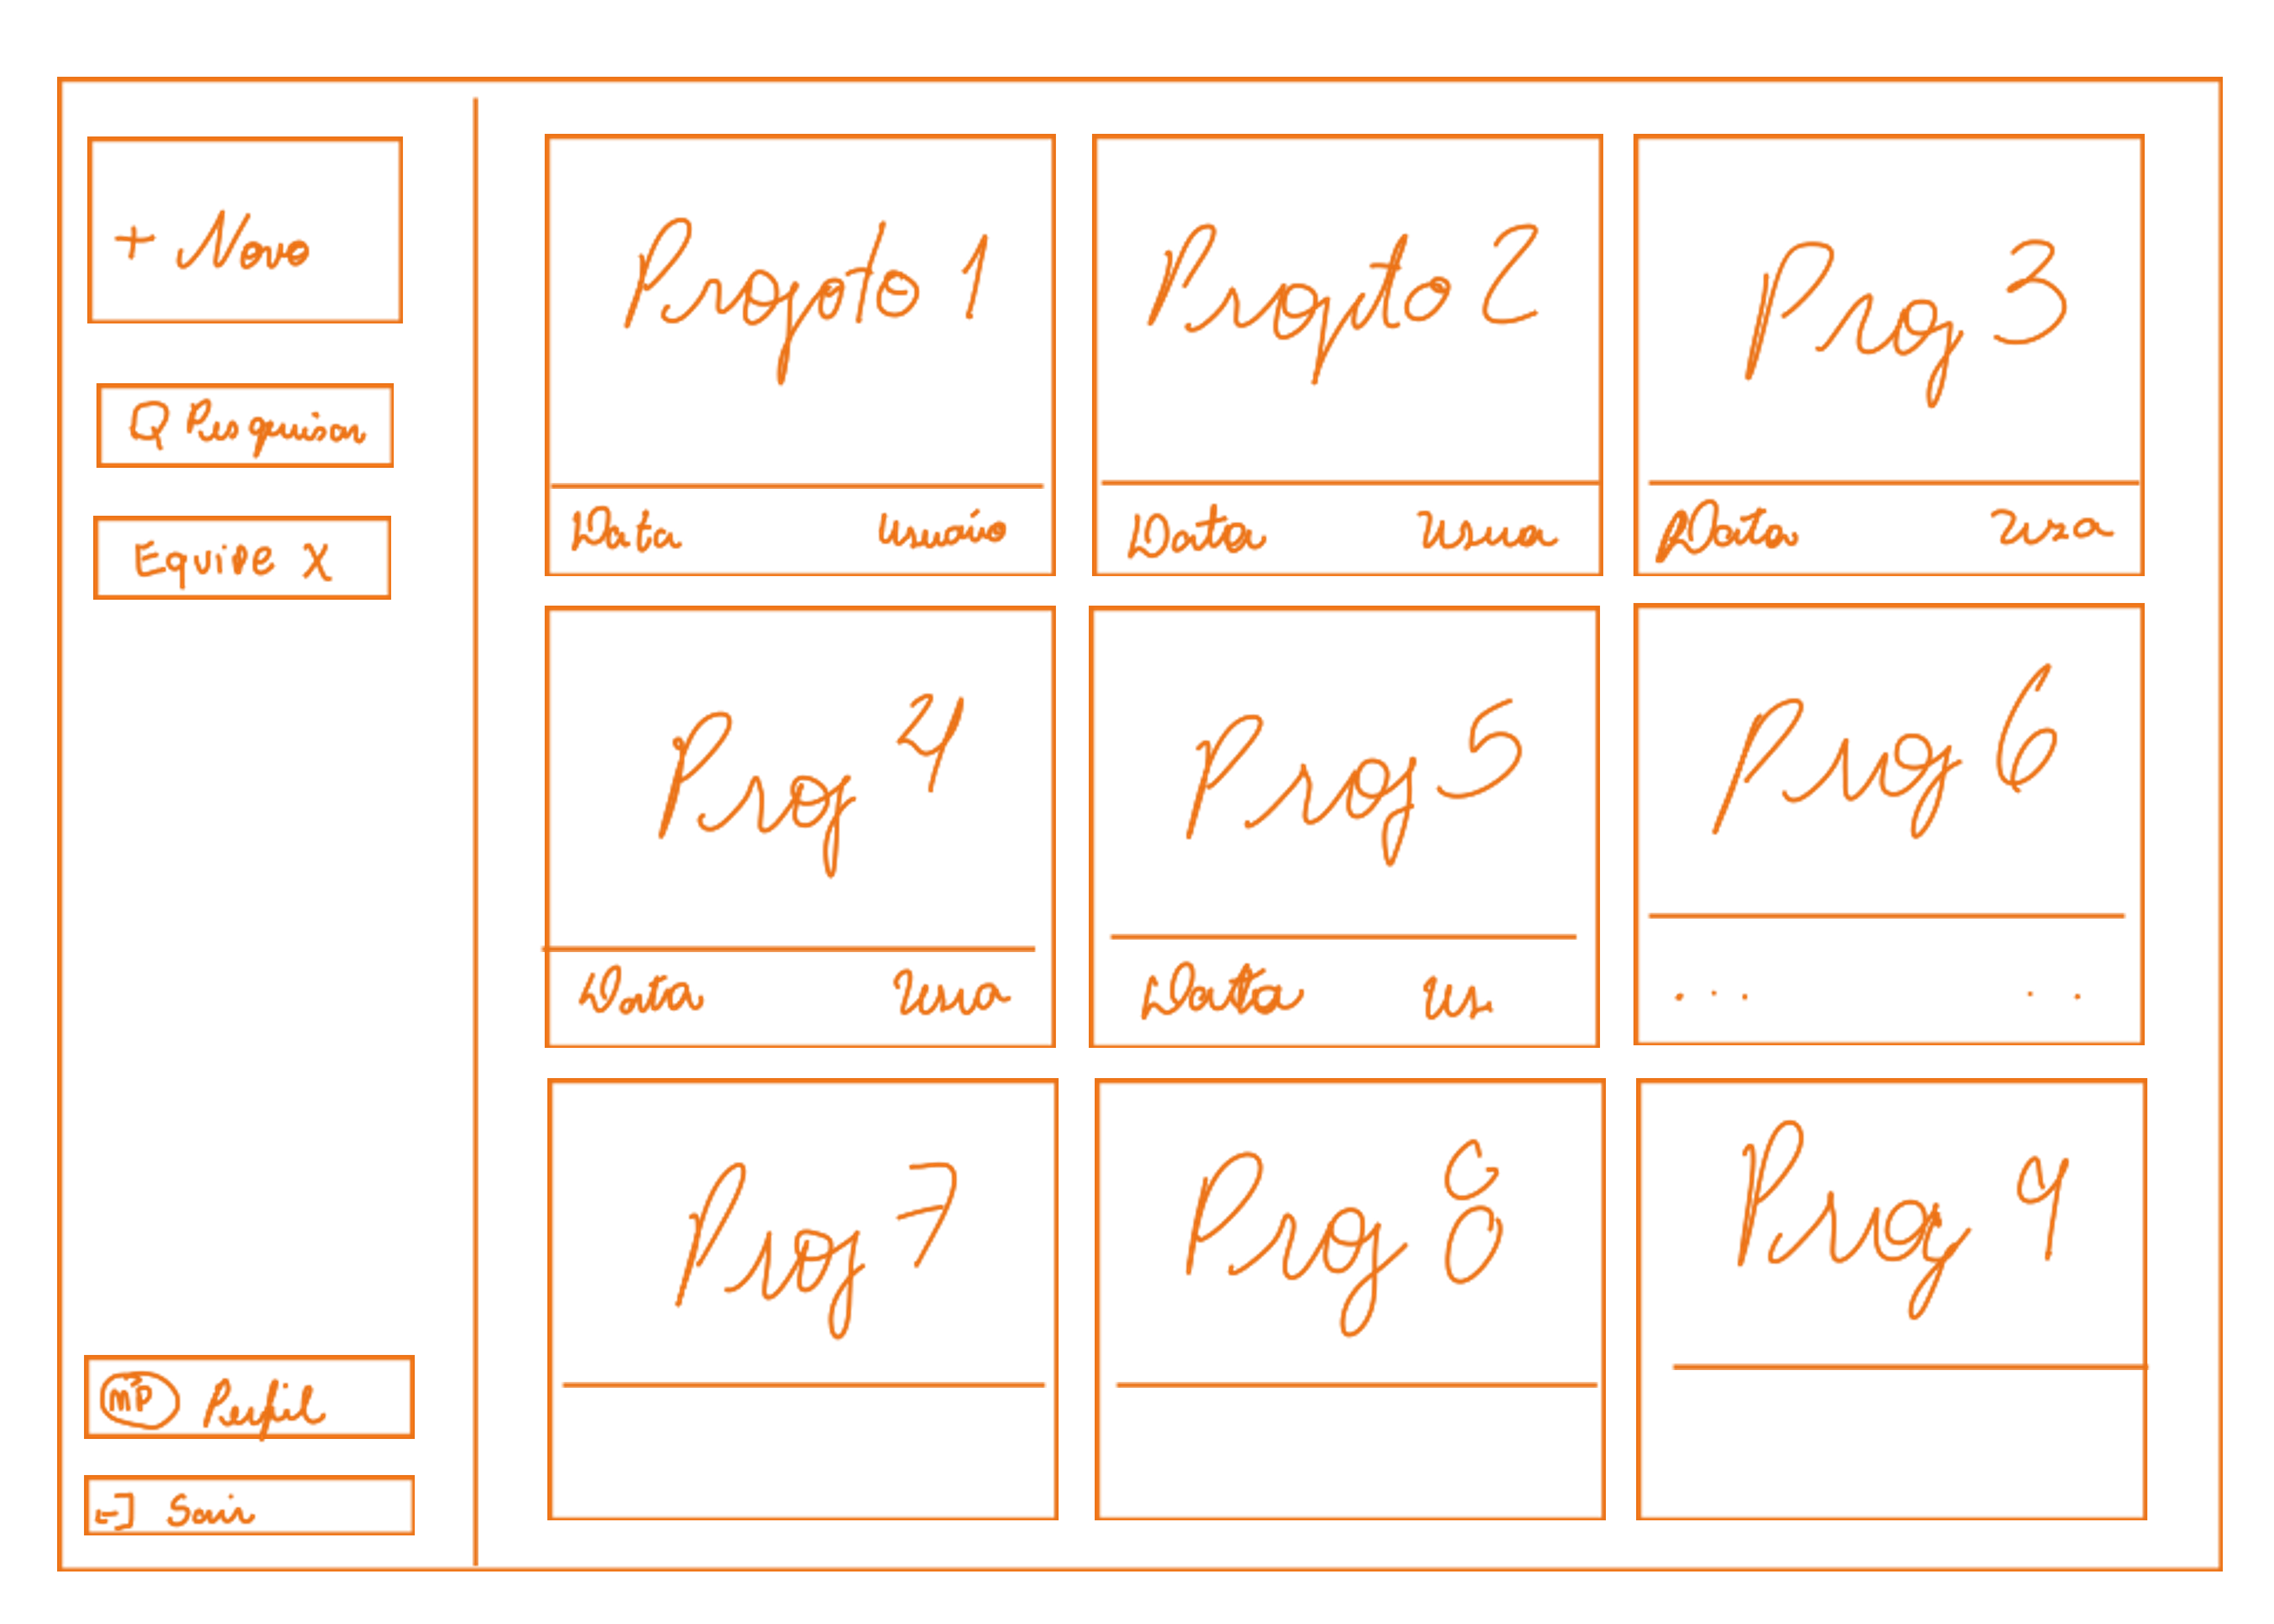 + Novo
Pesquisar
Equipe X
MP Perfil
Sair
Projeto 1
Data Usuário
Projeto 2
Data Usua
Proj 3
Data Usa
Proj 4
Data Usua
Proj 5
Data Us
Proj 6
... ..
Proj 7
Proj 8
Proj 9